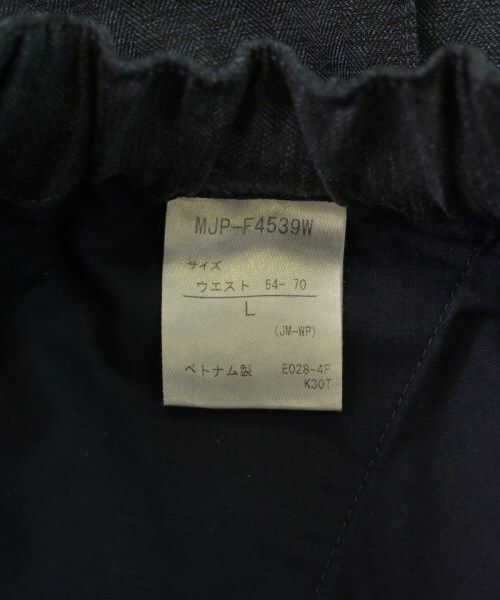 MJP-F4539W
サイズ
ウエスト 64- 70
L
(JM-WP)
ベトナム製 E028-4F
K30T